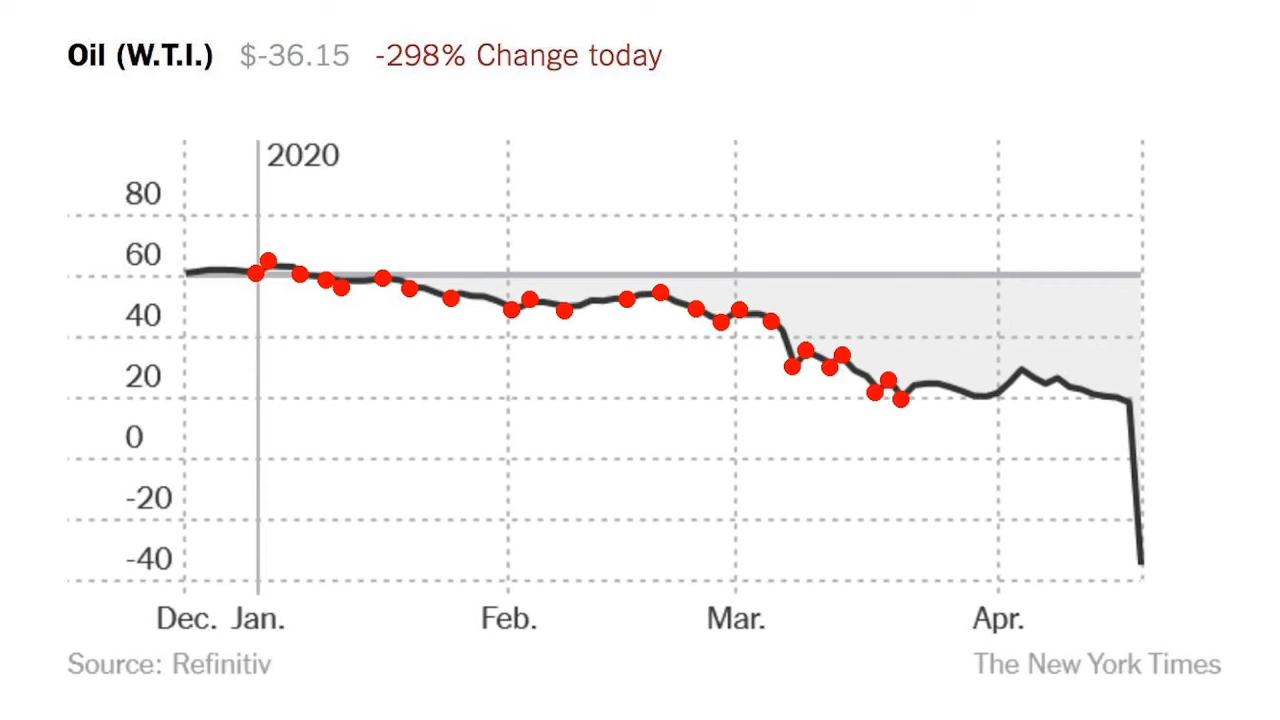 Oil (W.T.I.) $-36.15 -298% Change today
2020
80
60
40
20
0
-20
-40
Dec. Jan. Feb. Mar. Apr.
Source: Refinitiv The New York Times